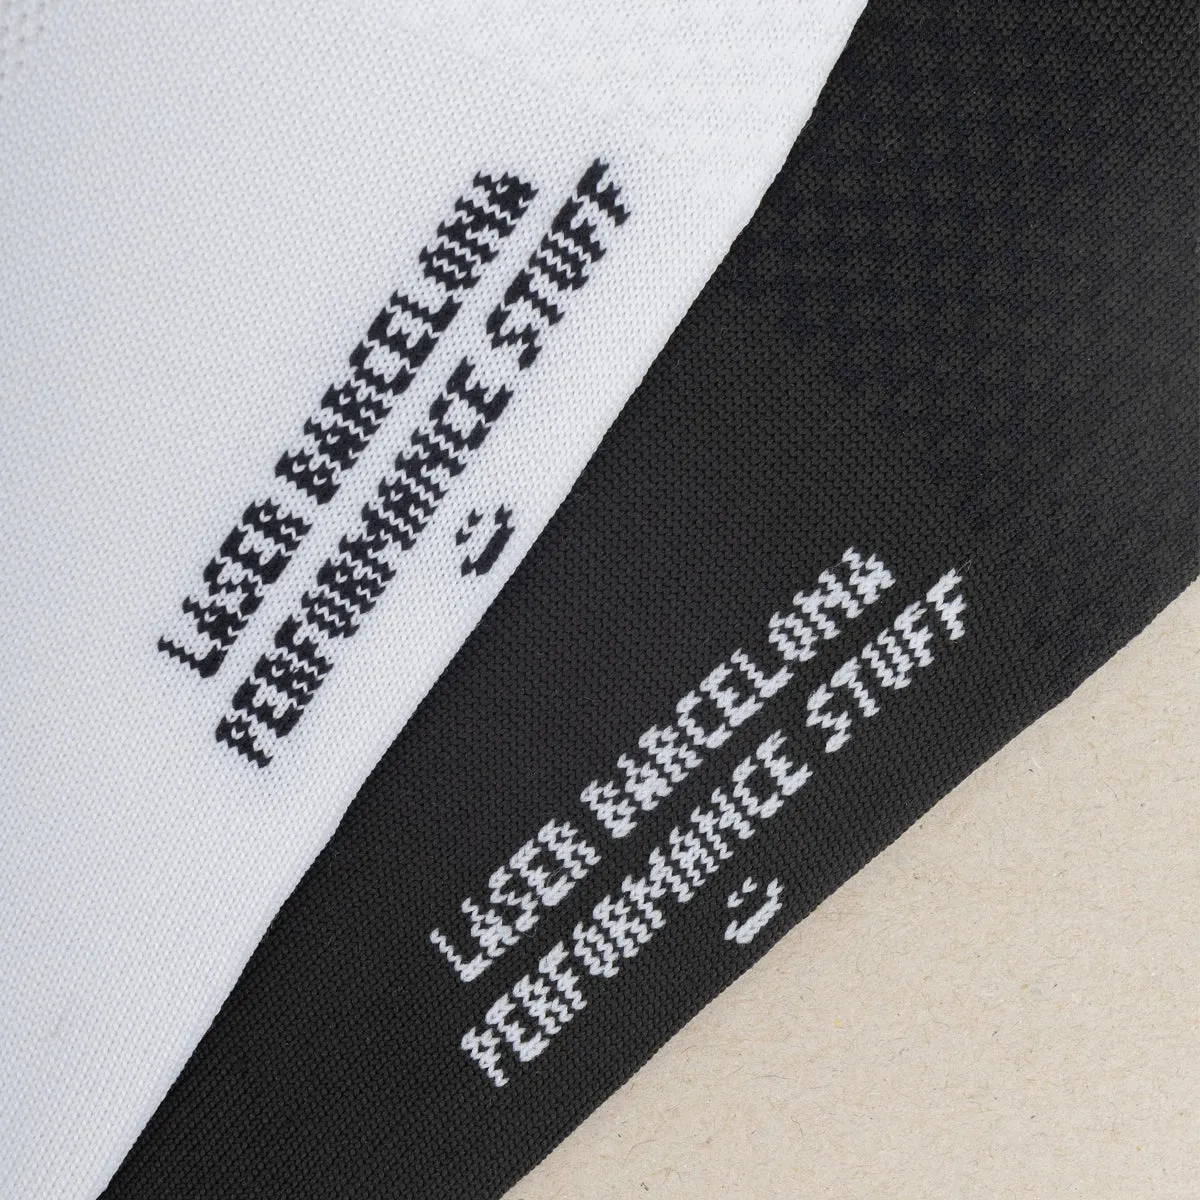 LASER BARCELONA
PERFORMANCE STUFF
:)
LASER BARCELONA
PERFORMANCE STUFF
:)